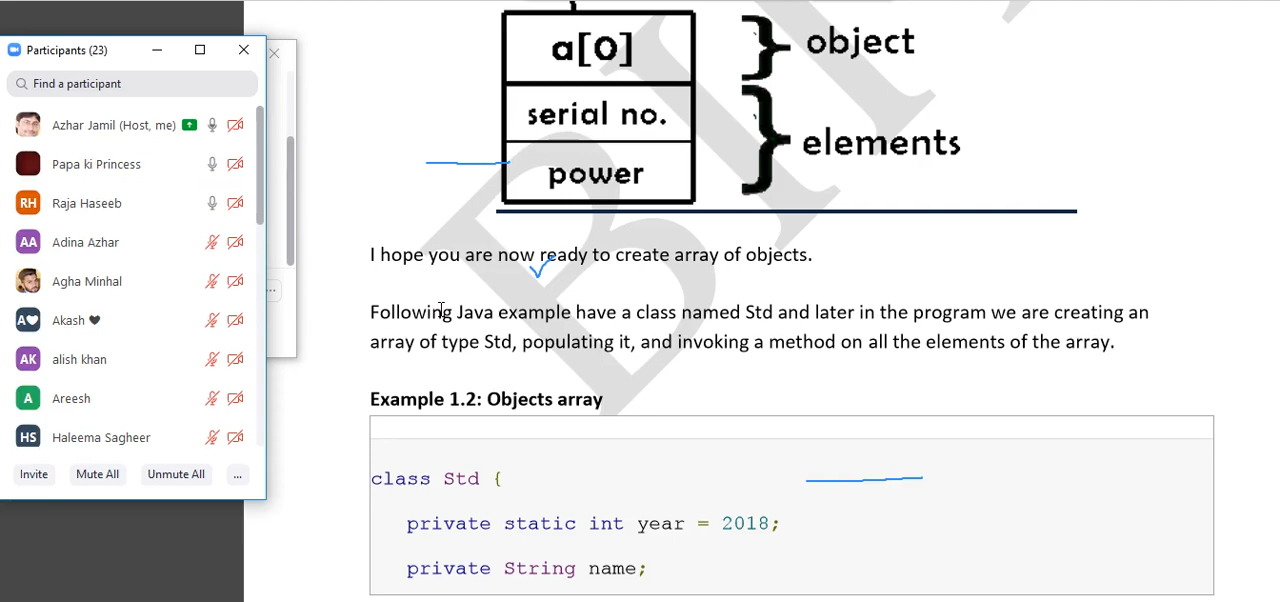 Participants (23)
Find a participant
Azhar Jamil (Host, me)
Papa ki Princess
RH Raja Haseeb
AA Adina Azhar
Agha Minhal
A♥ Akash ♥
AK alish khan
A Areesh
HS Haleema Sagheer
Invite Mute All Unmute All ...
...
a[0] object
serial no.
elements
power
I hope you are now ready to create array of objects.
Following Java example have a class named Std and later in the program we are creating an
array of type Std, populating it, and invoking a method on all the elements of the array.
Example 1.2: Objects array
class Std {
private static int year = 2018;
private String name;